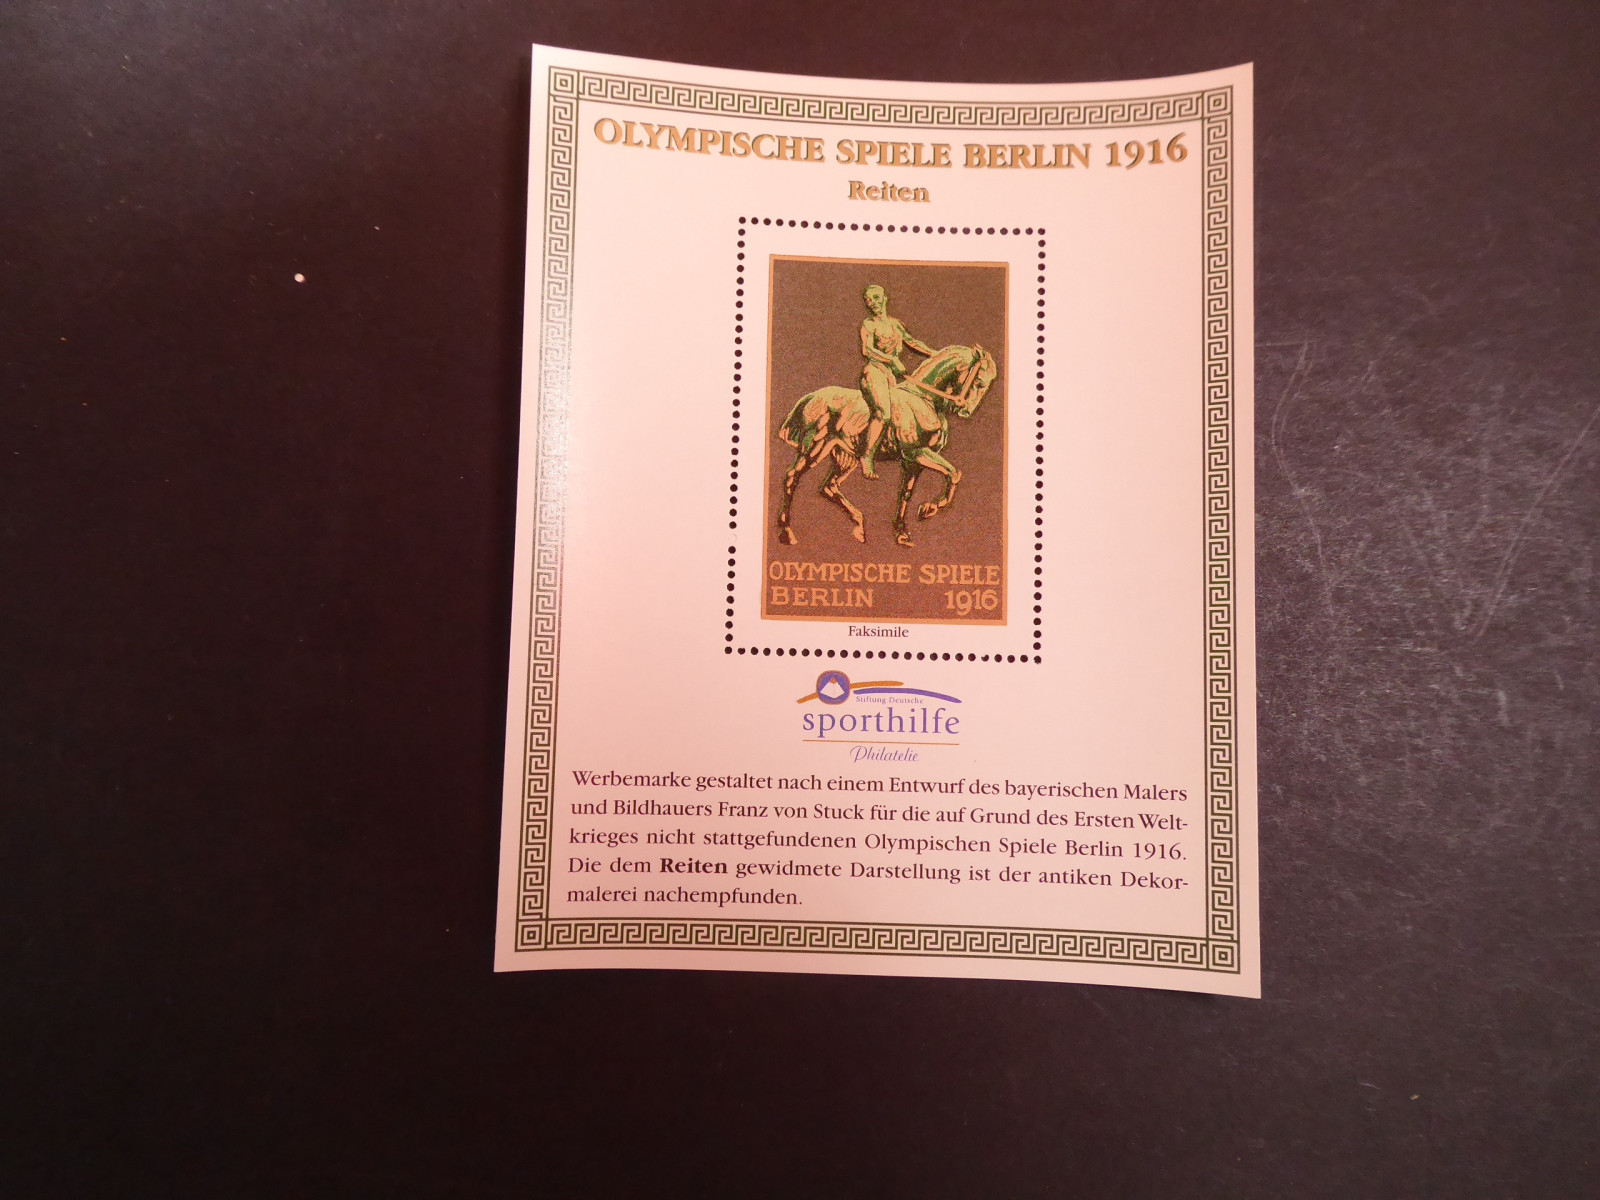 OLYMPISCHE SPIELE BERLIN 1916
Reiten
OLYMPISCHE SPIELE
BERLIN 1916
Faksimile
Stiftung Deutsche
sporthilfe
Philatelie
Werbemarke gestaltet nach einem Entwurf des bayerischen Malers
und Bildhauers Franz von Stuck für die auf Grund des Ersten Welt-
krieges nicht stattgefundenen Olympischen Spiele Berlin 1916.
Die dem Reiten gewidmete Darstellung ist der antiken Dekor-
malerei nachempfunden.